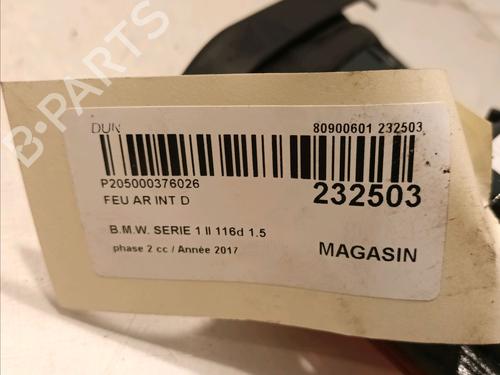 B-PARTS
DUN
80900601 232503
P205000376026
FEU AR INT D
232503
B.M.W. SERIE 1 II 116d 1.5
phase 2 cc / Année 2017
MAGASIN